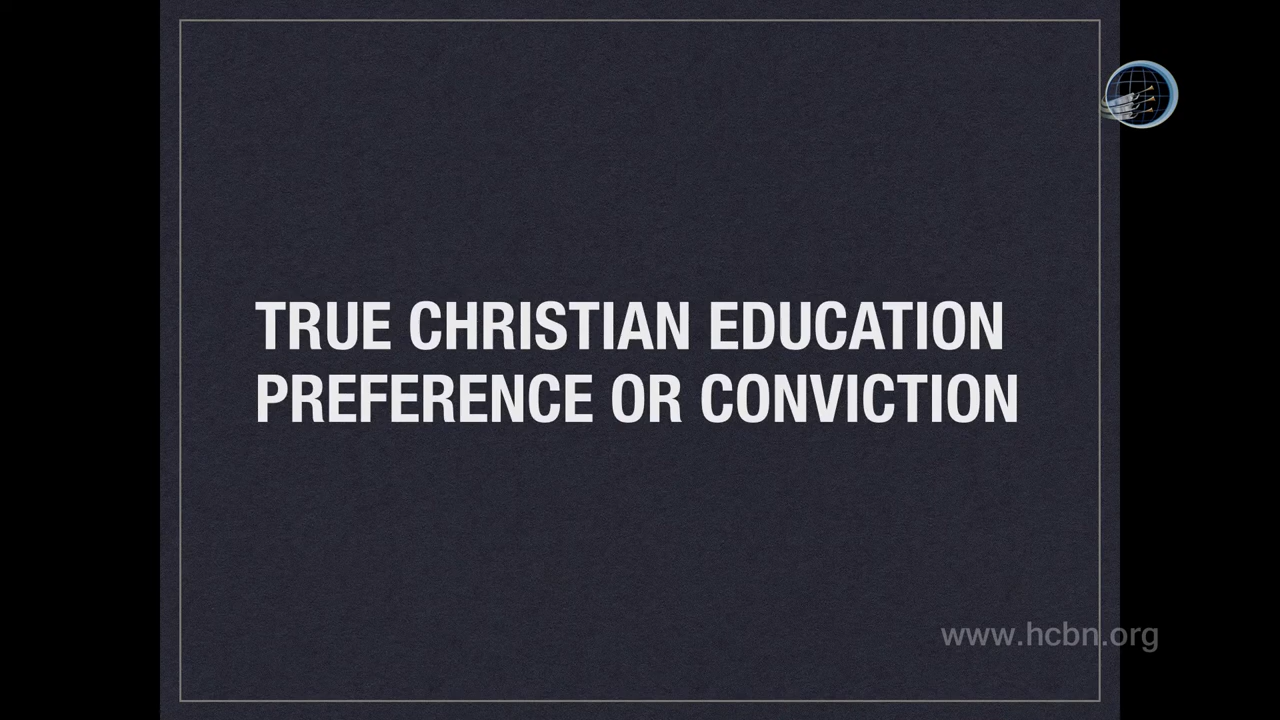 TRUE CHRISTIAN EDUCATION
PREFERENCE OR CONVICTION
www.hcbn.org